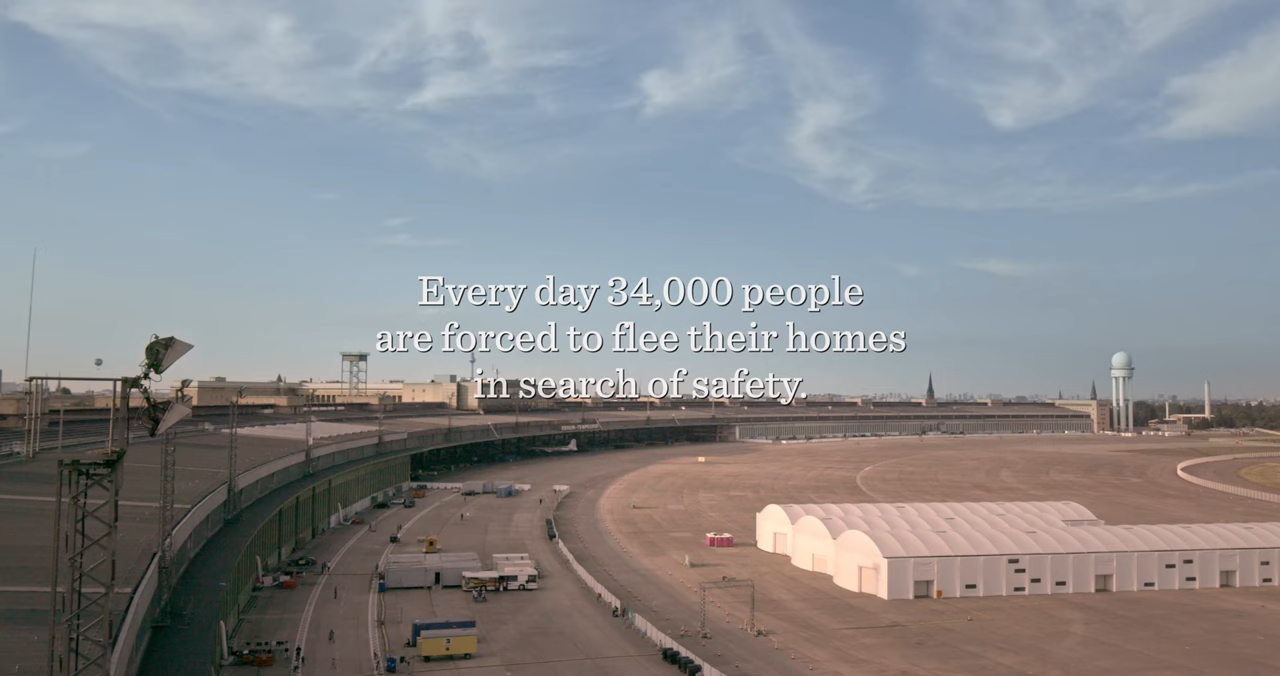 Every day 34,000 people
are forced to flee their homes
in search of safety.